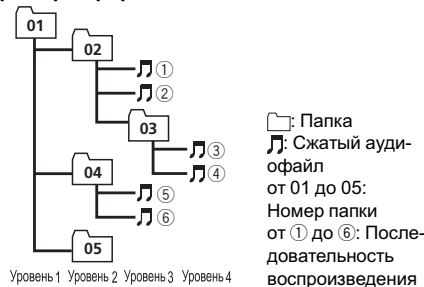 01
02
①
②
03
③
④
04
⑤
⑥
05
Уровень 1 Уровень 2 Уровень 3 Уровень 4
: Папка
: Сжатый ауди-
офайл
от 01 до 05:
Номер папки
от ① до ⑥: После-
довательность
воспроизведения